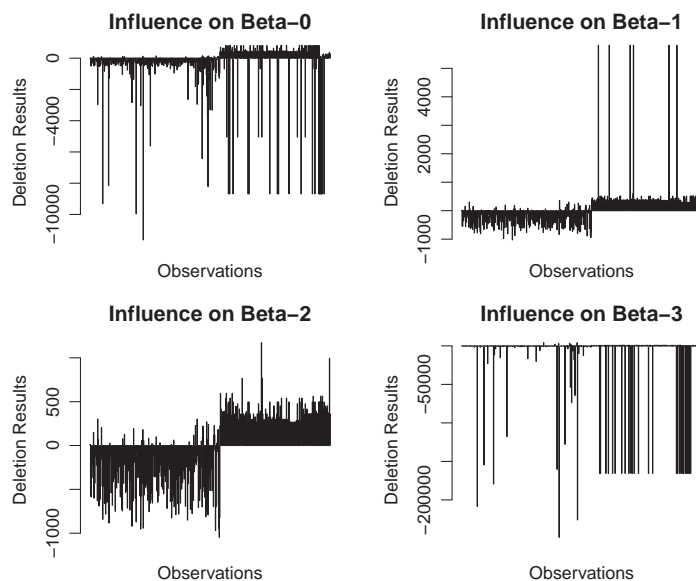 Influence on Beta−0
Deletion Results
0
−4000
−10000
Observations
Influence on Beta−1
Deletion Results
4000
2000
−1000
Observations
Influence on Beta−2
Deletion Results
500
0
−1000
Observations
Influence on Beta−3
Deletion Results
−50000
−200000
Observations